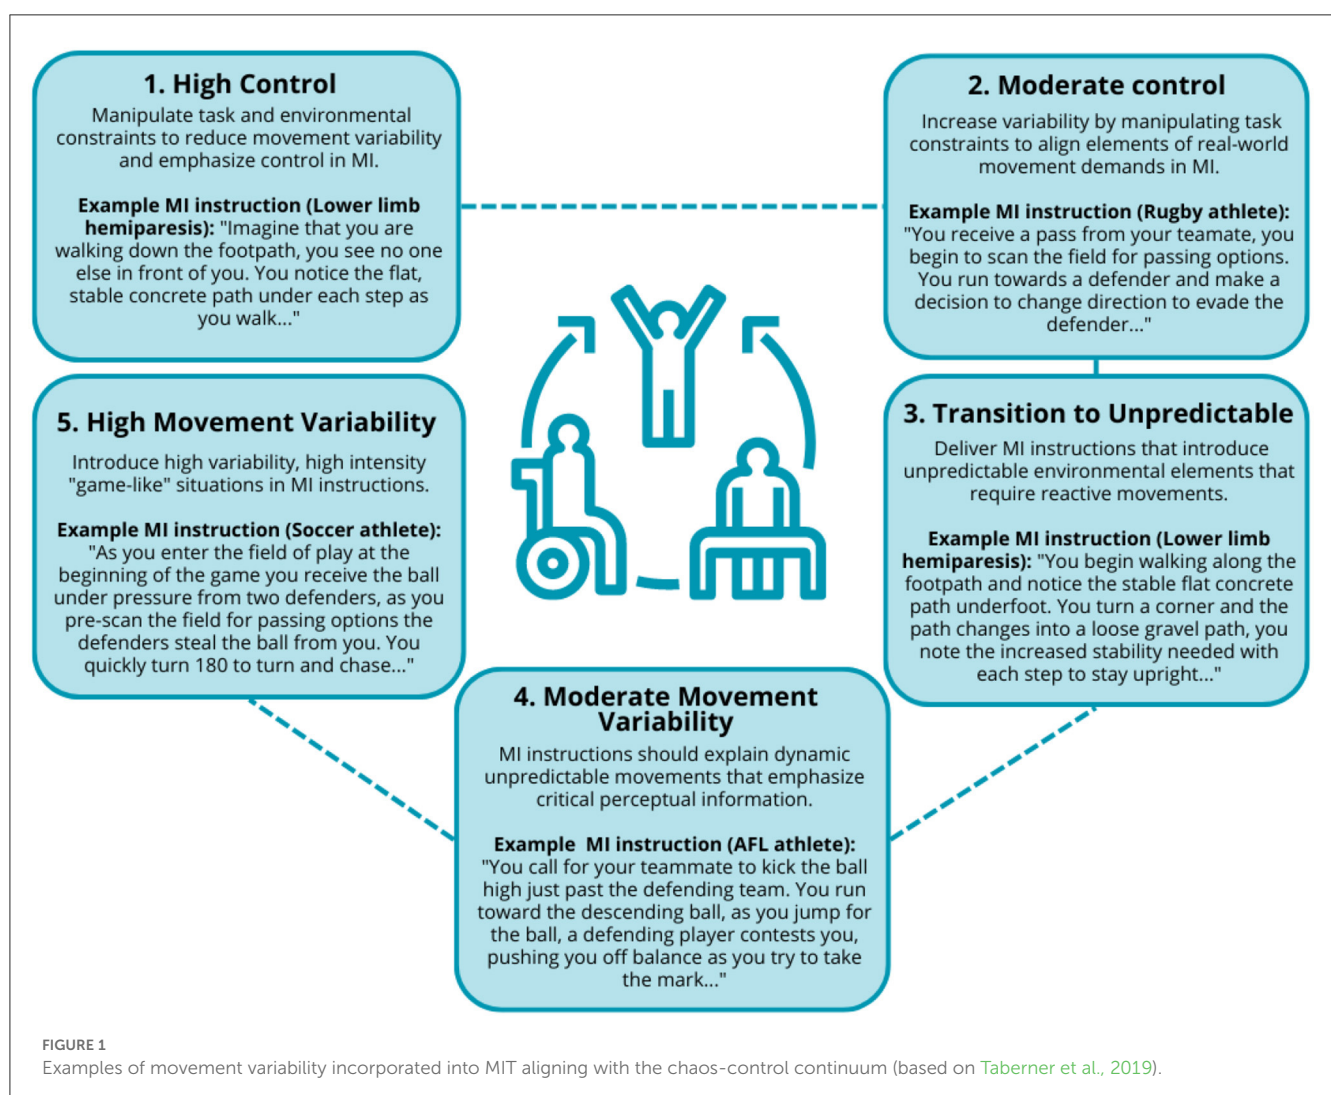 1. High Control
Manipulate task and environmental
constraints to reduce movement variability
and emphasize control in MI.
Example MI instruction (Lower limb
hemiparesis): "Imagine that you are
walking down the footpath, you see no one
else in front of you. You notice the flat,
stable concrete path under each step as
you walk..."
2. Moderate control
Increase variability by manipulating task
constraints to align elements of real-world
movement demands in MI.
Example MI instruction (Rugby athlete):
"You receive a pass from your teamate, you
begin to scan the field for passing options.
You run towards a defender and make a
decision to change direction to evade the
defender..."
3. Transition to Unpredictable
Deliver MI instructions that introduce
unpredictable environmental elements that
require reactive movements.
Example MI instruction (Lower limb
hemiparesis): "You begin walking along the
footpath and notice the stable flat concrete
path underfoot. You turn a corner and the
path changes into a loose gravel path, you
note the increased stability needed with
each step to stay upright..."
4. Moderate Movement
Variability
MI instructions should explain dynamic
unpredictable movements that emphasize
critical perceptual information.
Example MI instruction (AFL athlete):
"You call for your teammate to kick the ball
high just past the defending team. You run
toward the descending ball, as you jump for
the ball, a defending player contests you,
pushing you off balance as you try to take
the mark..."
5. High Movement Variability
Introduce high variability, high intensity
"game-like" situations in MI instructions.
Example MI instruction (Soccer athlete):
"As you enter the field of play at the
beginning of the game you receive the ball
under pressure from two defenders, as you
pre-scan the field for passing options the
defenders steal the ball from you. You
quickly turn 180 to turn and chase..."
FIGURE 1
Examples of movement variability incorporated into MIT aligning with the chaos-control continuum (based on Taberner et al., 2019).